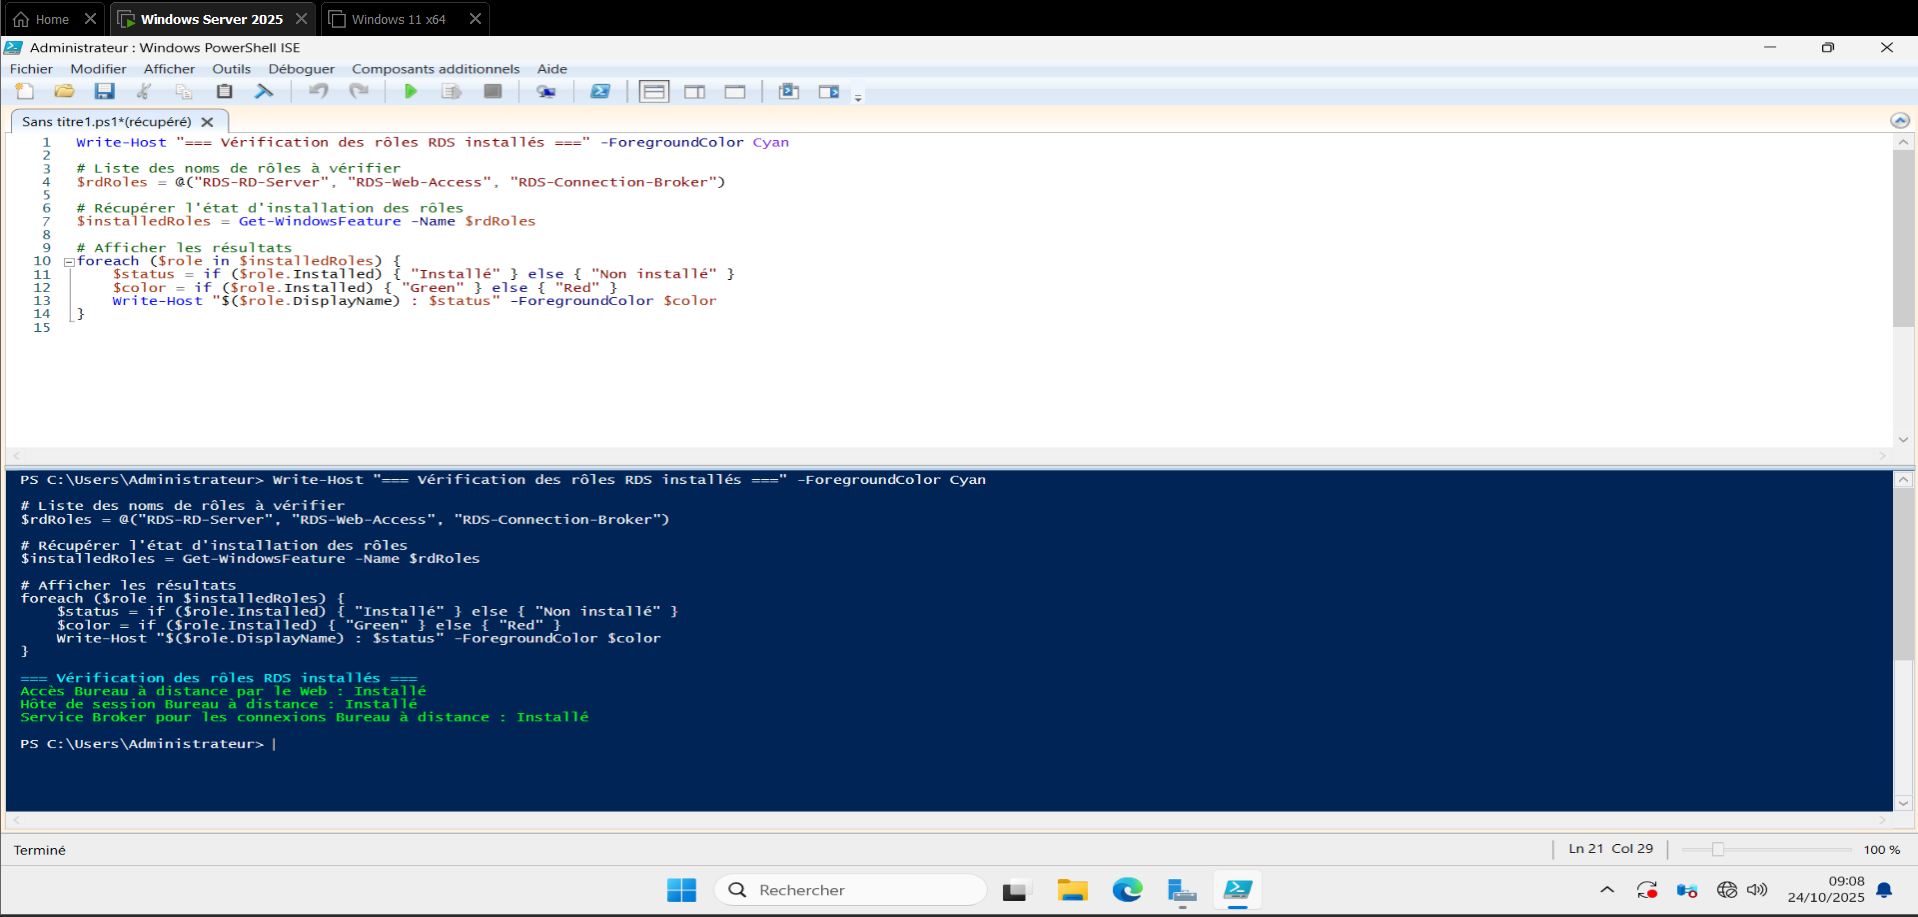 Home
Windows Server 2025
Windows 11 x64
Administrateur : Windows PowerShell ISE
Fichier Modifier Afficher Outils Déboguer Composants additionnels Aide
Sans titre1.ps1*(récupéré)
1 Write-Host "=== Vérification des rôles RDS installés ===" -ForegroundColor Cyan
2
3 # Liste des noms de rôles à vérifier
4 $rdRoles = @("RDS-RD-Server", "RDS-Web-Access", "RDS-Connection-Broker")
5
6 # Récupérer l'état d'installation des rôles
7 $installedRoles = Get-WindowsFeature -Name $rdRoles
8
9 # Afficher les résultats
10 foreach ($role in $installedRoles) {
11 $status = if ($role.Installed) { "Installé" } else { "Non installé" }
12 $color = if ($role.Installed) { "Green" } else { "Red" }
13 Write-Host "$($role.DisplayName) : $status" -ForegroundColor $color
14 }
15
PS C:\Users\Administrateur> Write-Host "=== Vérification des rôles RDS installés ===" -ForegroundColor Cyan
# Liste des noms de rôles à vérifier
$rdRoles = @("RDS-RD-Server", "RDS-Web-Access", "RDS-Connection-Broker")
# Récupérer l'état d'installation des rôles
$installedRoles = Get-WindowsFeature -Name $rdRoles
# Afficher les résultats
foreach ($role in $installedRoles) {
$status = if ($role.Installed) { "Installé" } else { "Non installé" }
$color = if ($role.Installed) { "Green" } else { "Red" }
Write-Host "$($role.DisplayName) : $status" -ForegroundColor $color
}
=== Vérification des rôles RDS installés ===
Accès Bureau à distance par le Web : Installé
Hôte de session Bureau à distance : Installé
Service Broker pour les connexions Bureau à distance : Installé
PS C:\Users\Administrateur>
Terminé
Ln 21 Col 29
100 %
Rechercher
09:08
24/10/2025